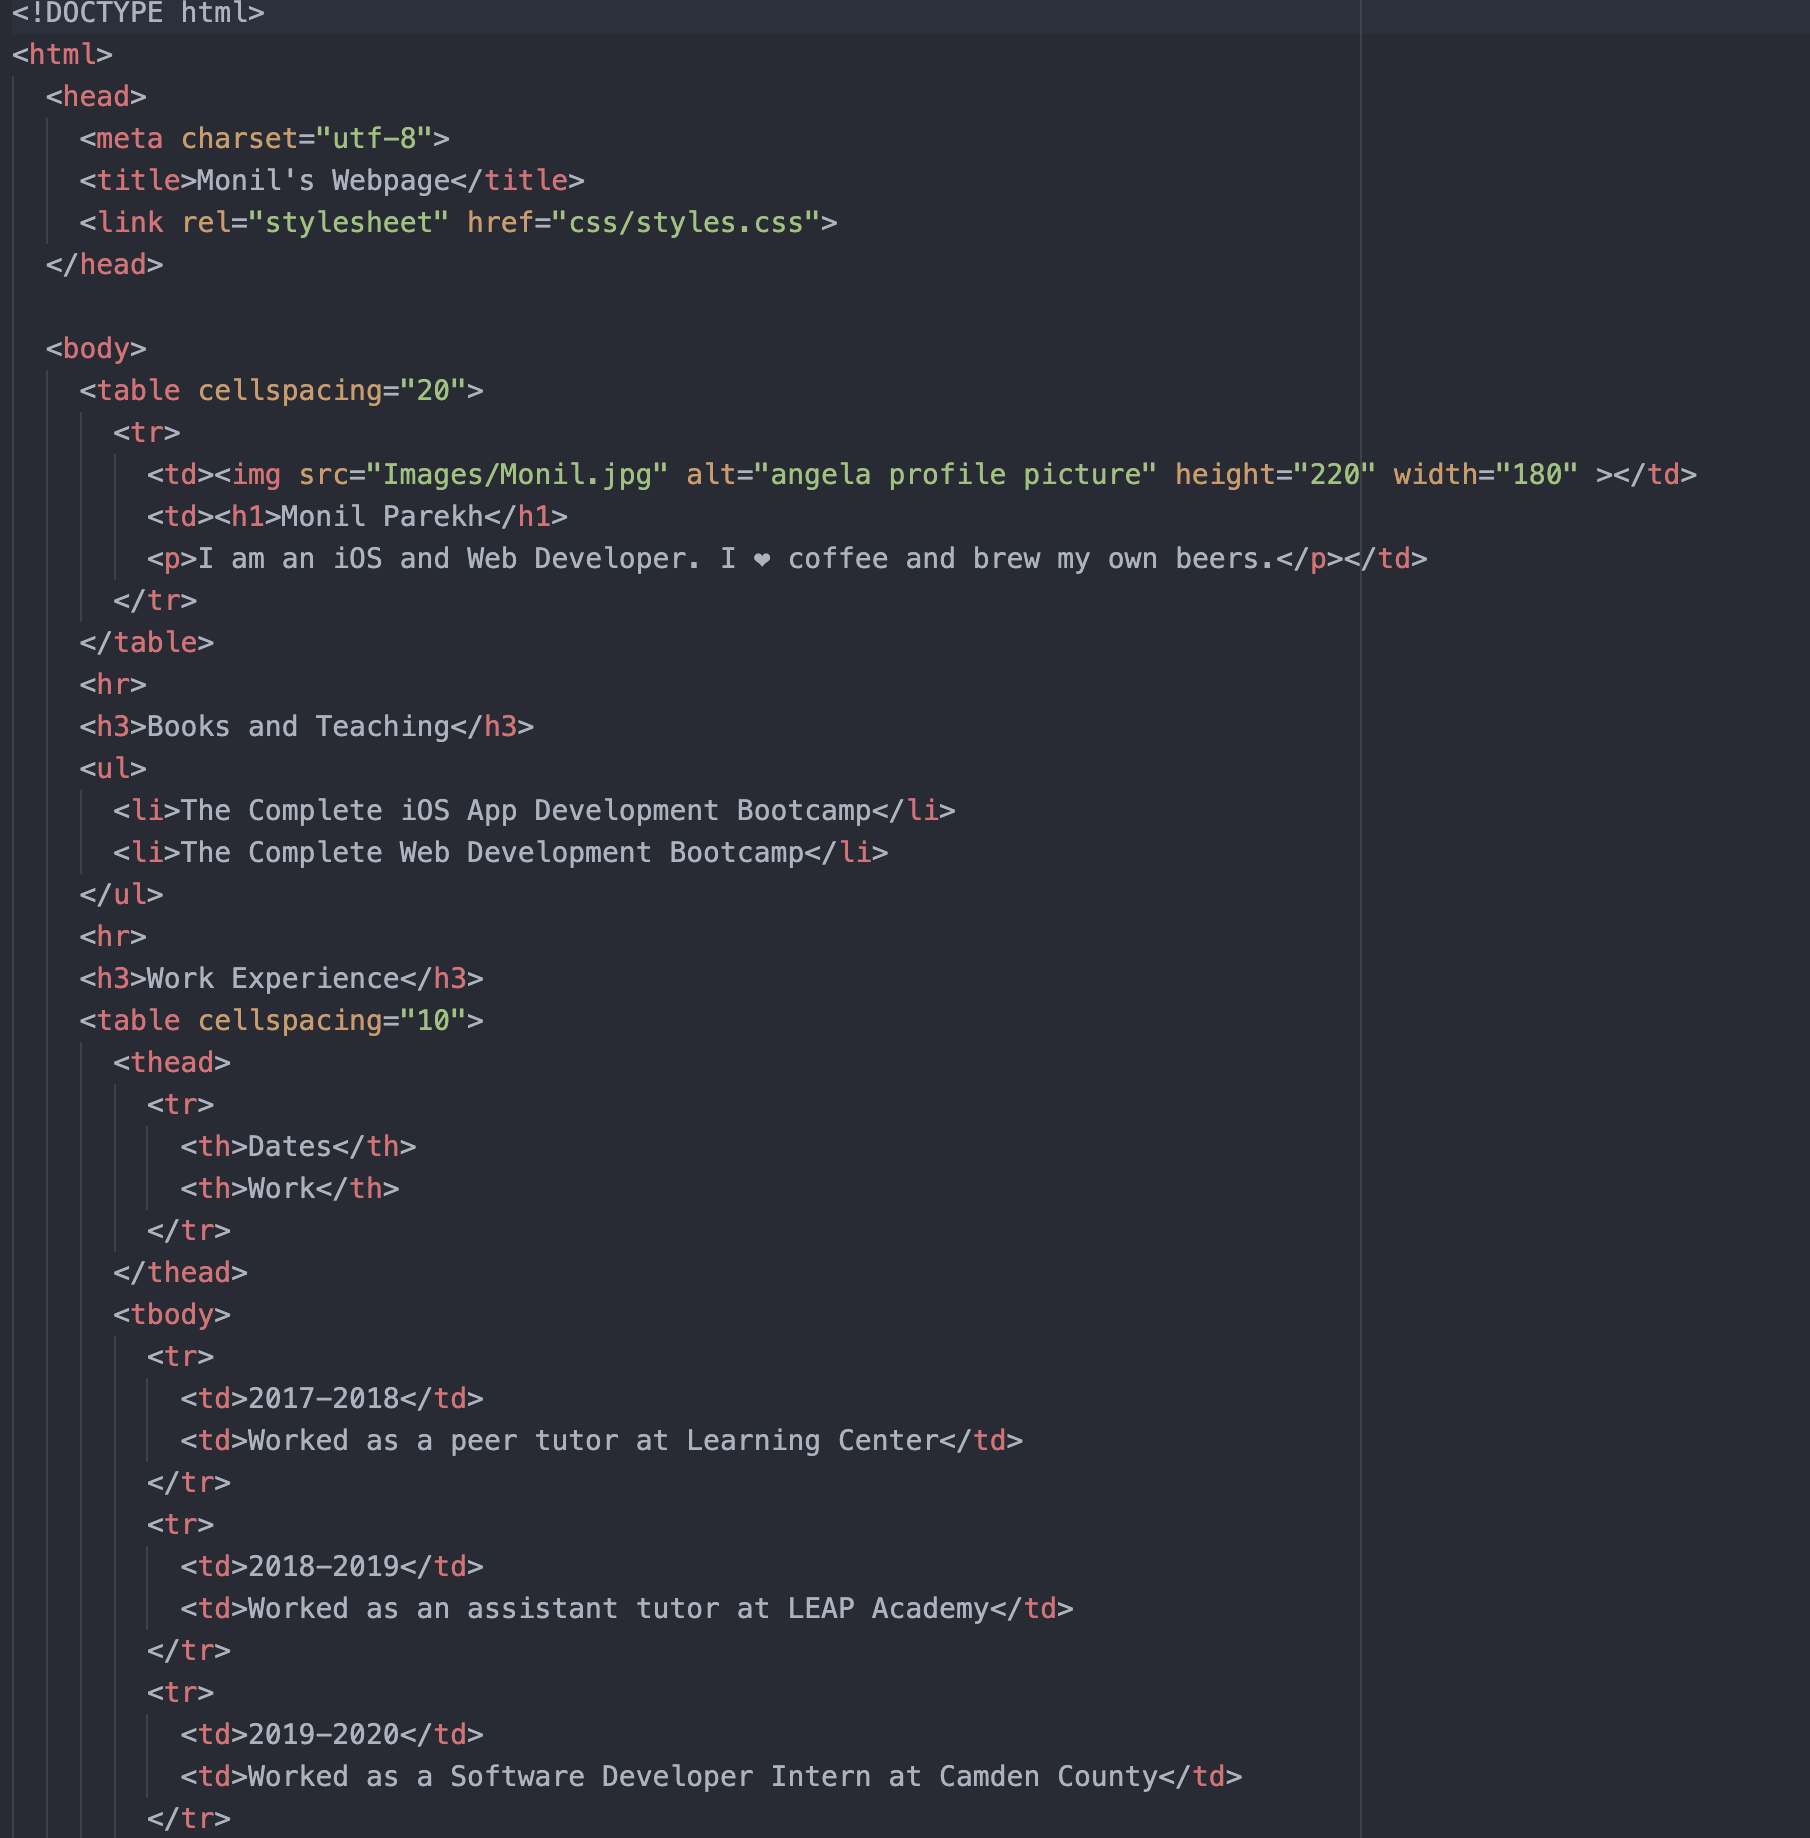 <!DOCTYPE html>
<html>
<head>
<meta charset="utf-8">
<title>Monil's Webpage</title>
<link rel="stylesheet" href="css/styles.css">
</head>
<body>
<table cellspacing="20">
<tr>
<td><img src="Images/Monil.jpg" alt="angela profile picture" height="220" width="180" ></td>
<td><h1>Monil Parekh</h1>
<p>I am an iOS and Web Developer. I ❤ coffee and brew my own beers.</p></td>
</tr>
</table>
<hr>
<h3>Books and Teaching</h3>
<ul>
<li>The Complete iOS App Development Bootcamp</li>
<li>The Complete Web Development Bootcamp</li>
</ul>
<hr>
<h3>Work Experience</h3>
<table cellspacing="10">
<thead>
<tr>
<th>Dates</th>
<th>Work</th>
</tr>
</thead>
<tbody>
<tr>
<td>2017-2018</td>
<td>Worked as a peer tutor at Learning Center</td>
</tr>
<tr>
<td>2018-2019</td>
<td>Worked as an assistant tutor at LEAP Academy</td>
</tr>
<tr>
<td>2019-2020</td>
<td>Worked as a Software Developer Intern at Camden County</td>
</tr>